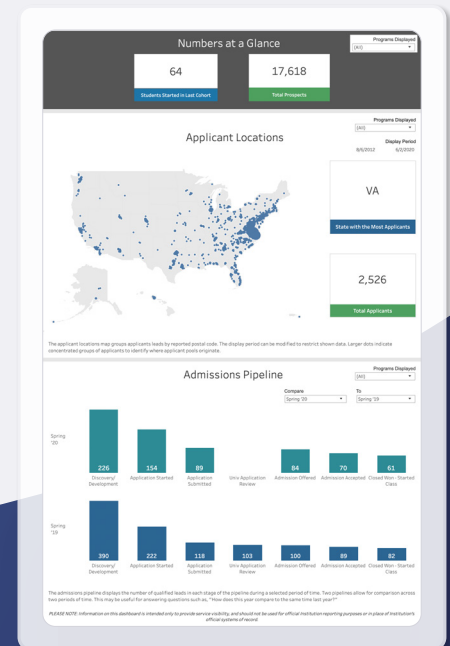 Numbers at a Glance
Programs Displayed
(All)
64
Students Started in Last Cohort
17,618
Total Prospects
Applicant Locations
Programs Displayed
(All)
Display Period
8/6/2012 6/2/2020
VA
State with the Most Applicants
2,526
Total Applicants
The applicant locations map groups applicants leads by reported postal code. The display period can be modified to restrict shown data. Larger dots indicate
concentrated groups of applicants to identify where applicant pools originate.
Admissions Pipeline
Programs Displayed
(All)
Compare To
Spring '20 Spring '19
Spring
'20
226 154 89 84 70 61
Discovery/ Application Started Application Univ Application Admission Offered Admission Accepted Closed Won - Started
Development Submitted Review Class
Spring
'19
390 222 118 103 100 89 82
Discovery/ Application Started Application Univ Application Admission Offered Admission Accepted Closed Won - Started
Development Submitted Review Class
The admissions pipeline displays the number of qualified leads in each stage of the pipeline during a selected period of time. Two pipelines allow for comparison across
two periods of time. This may be useful for answering questions such as, "How does this year compare to the same time last year?"
PLEASE NOTE: Information on this dashboard is intended only to provide service visibility, and should not be used for official Institution reporting purposes or in place of Institution's
official systems of record